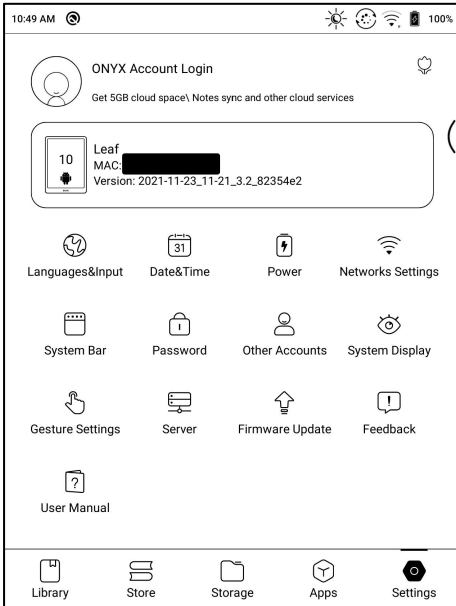 10:49 AM
100%
ONYX Account Login
Get 5GB cloud space\ Notes sync and other cloud services
10
Leaf
MAC:
Version: 2021-11-23_11-21_3.2_82354e2
31
Languages&Input Date&Time Power Networks Settings
System Bar Password Other Accounts System Display
Gesture Settings Server Firmware Update Feedback
User Manual
Library Store Storage Apps Settings